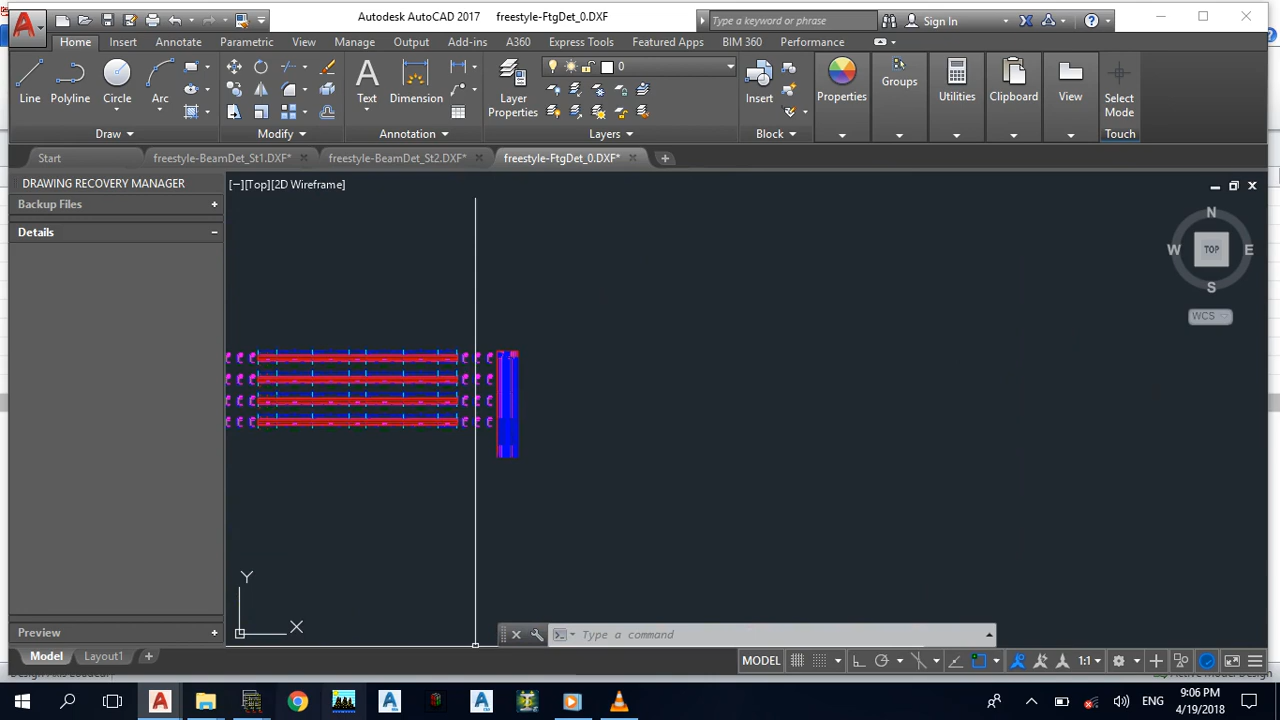 Autodesk AutoCAD 2017 freestyle-FtgDet_0.DXF
Type a keyword or phrase
Sign In
Home Insert Annotate Parametric View Manage Output Add-ins A360 Express Tools Featured Apps BIM 360 Performance
0
Line Polyline Circle Arc
Text Dimension
Layer Properties
Insert
Properties
Groups
Utilities
Clipboard
View
Select Mode
Draw Modify Annotation Layers Block Touch
Start freestyle-BeamDet_St1.DXF* freestyle-BeamDet_St2.DXF* freestyle-FtgDet_0.DXF*
DRAWING RECOVERY MANAGER
[−][Top][2D Wireframe]
Backup Files
Details
N
W TOP E
S
WCS
Y
X
Preview
Type a command
Model Layout1
MODEL
1:1
ENG
9:06 PM
4/19/2018